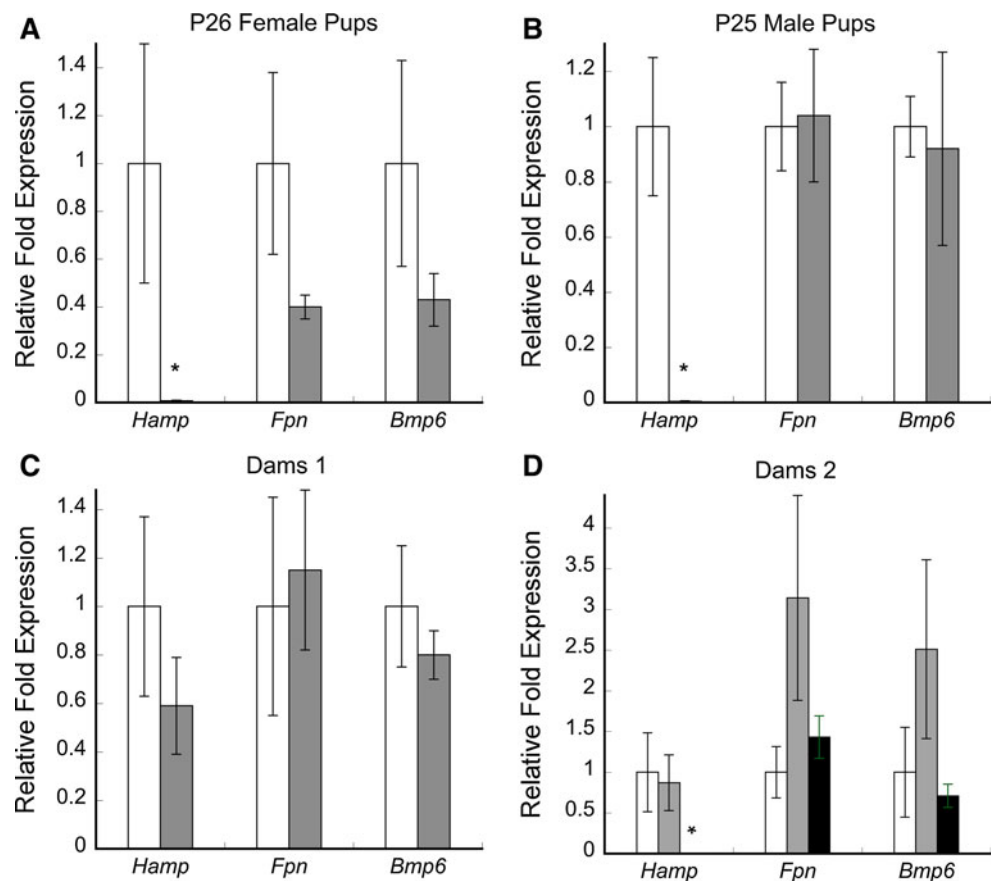 A
P26 Female Pups
Relative Fold Expression
1.4
1.2
1
0.8
0.6
0.4
0.2
0
*
Hamp Fpn Bmp6
B
P25 Male Pups
Relative Fold Expression
1.2
1
0.8
0.6
0.4
0.2
0
*
Hamp Fpn Bmp6
C
Dams 1
Relative Fold Expression
1.4
1.2
1
0.8
0.6
0.4
0.2
0
Hamp Fpn Bmp6
D
Dams 2
Relative Fold Expression
4
3.5
3
2.5
2
1.5
1
0.5
0
*
Hamp Fpn Bmp6